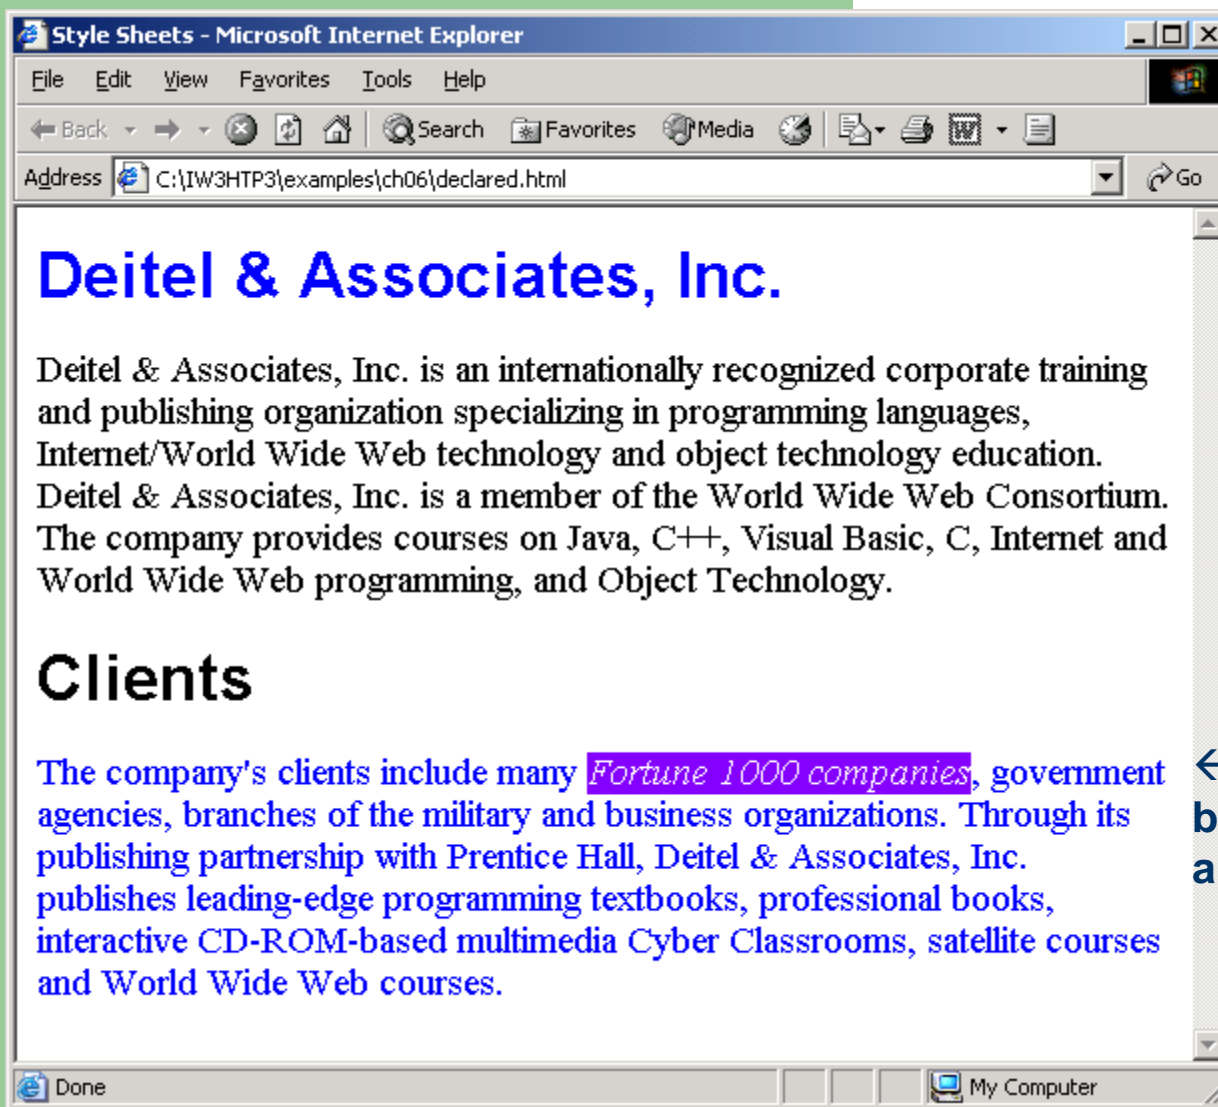 Style Sheets - Microsoft Internet Explorer
File Edit View Favorites Tools Help
Back Search Favorites Media
Address C:\IW3HTP3\examples\ch06\declared.html Go
Deitel & Associates, Inc.
Deitel & Associates, Inc. is an internationally recognized corporate training
and publishing organization specializing in programming languages,
Internet/World Wide Web technology and object technology education.
Deitel & Associates, Inc. is a member of the World Wide Web Consortium.
The company provides courses on Java, C++, Visual Basic, C, Internet and
World Wide Web programming, and Object Technology.
Clients
The company's clients include many Fortune 1000 companies, government
agencies, branches of the military and business organizations. Through its
publishing partnership with Prentice Hall, Deitel & Associates, Inc.
publishes leading-edge programming textbooks, professional books,
interactive CD-ROM-based multimedia Cyber Classrooms, satellite courses
and World Wide Web courses.
Done My Computer